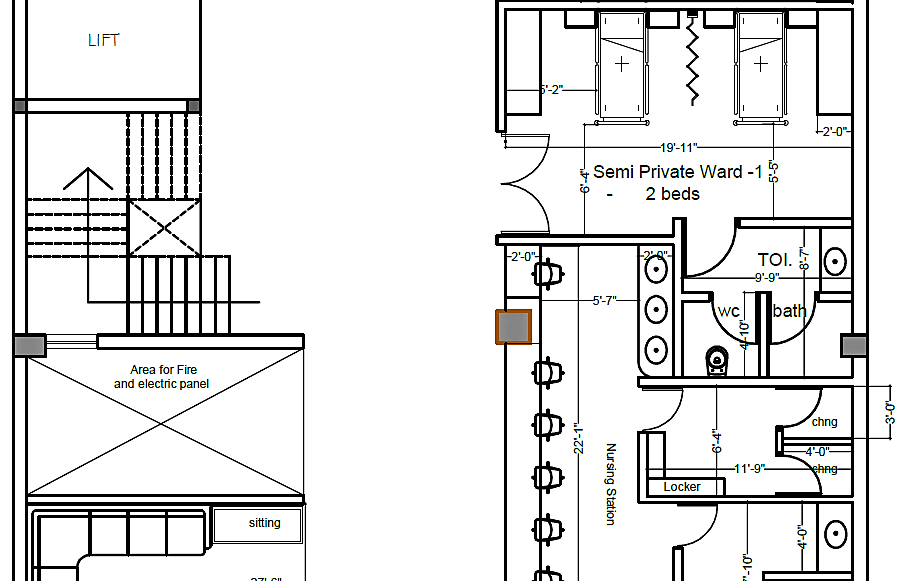 LIFT
5'-2"
2'-0"
19'-11"
Semi Private Ward -1
- 2 beds
6'-4"
5'-5"
2'-0"
2'-0"
TOI.
8'-7"
9'-9"
5'-7"
wc
bath
4'-10"
Area for Fire
and electric panel
chng
3'-0"
22'-1"
Nursing Station
6'-4"
4'-0"
11'-9"
chng
Locker
sitting
4'-0"